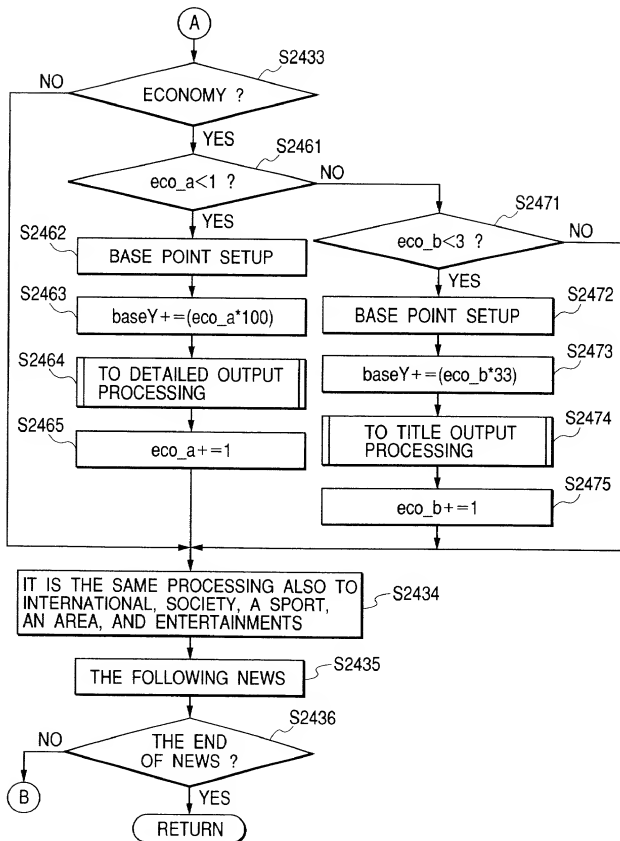 A
S2433
NO
ECONOMY ?
YES
S2461
eco_a<1 ?
NO
YES
S2471
S2462
eco_b<3 ?
NO
BASE POINT SETUP
YES
S2463
S2472
baseY+=(eco_a*100)
BASE POINT SETUP
S2464
S2473
TO DETAILED OUTPUT
PROCESSING
baseY+=(eco_b*33)
S2465
S2474
eco_a+=1
TO TITLE OUTPUT
PROCESSING
S2475
eco_b+=1
IT IS THE SAME PROCESSING ALSO TO
INTERNATIONAL, SOCIETY, A SPORT,
AN AREA, AND ENTERTAINMENTS
S2434
S2435
THE FOLLOWING NEWS
S2436
NO
THE END
OF NEWS ?
B
YES
RETURN